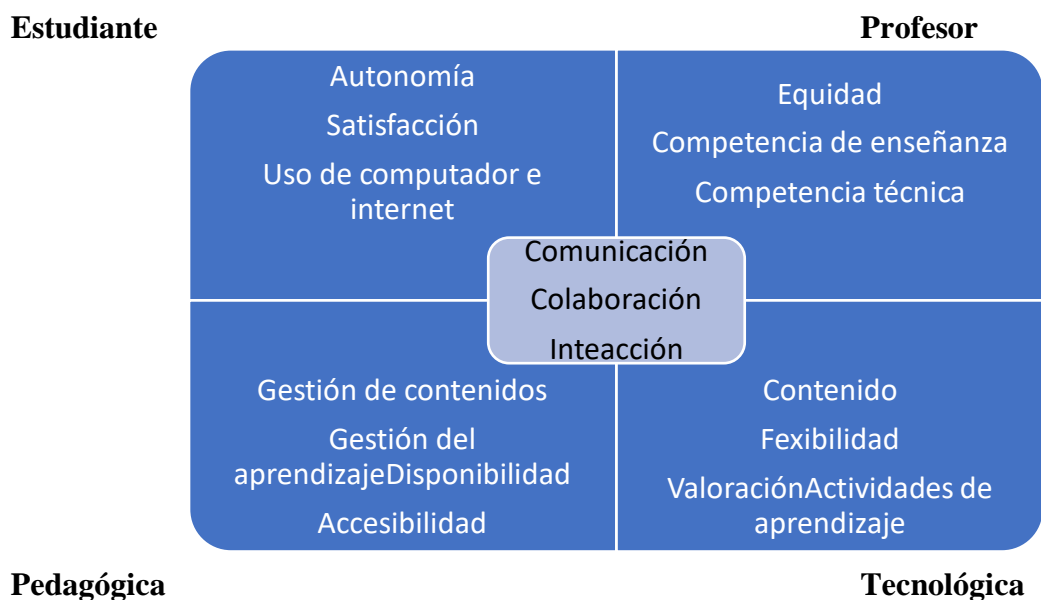 Estudiante
Profesor
Autonomía
Satisfacción
Uso de computador e
internet
Equidad
Competencia de enseñanza
Competencia técnica
Comunicación
Colaboración
Inteacción
Gestión de contenidos
Gestión del
aprendizajeDisponibilidad
Accesibilidad
Contenido
Fexibilidad
ValoraciónActividades de
aprendizaje
Pedagógica
Tecnológica